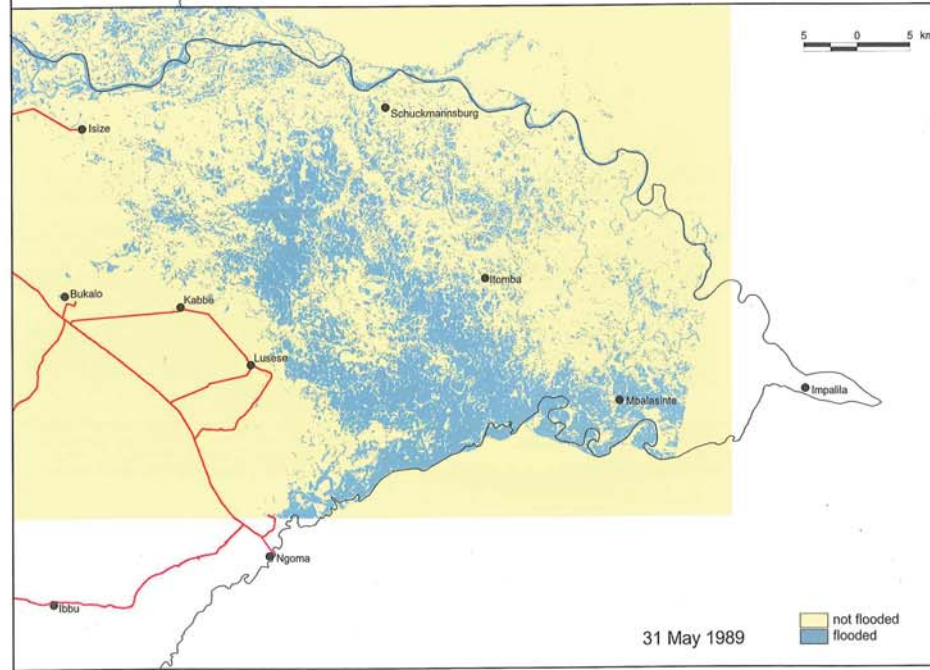 5 0 5 km
Schuckmannsburg
Isize
Itomba
Bukalo
Kabbe
Lusese
Impalila
Mbalasinte
Ngoma
Ibbu
31 May 1989
not flooded
flooded